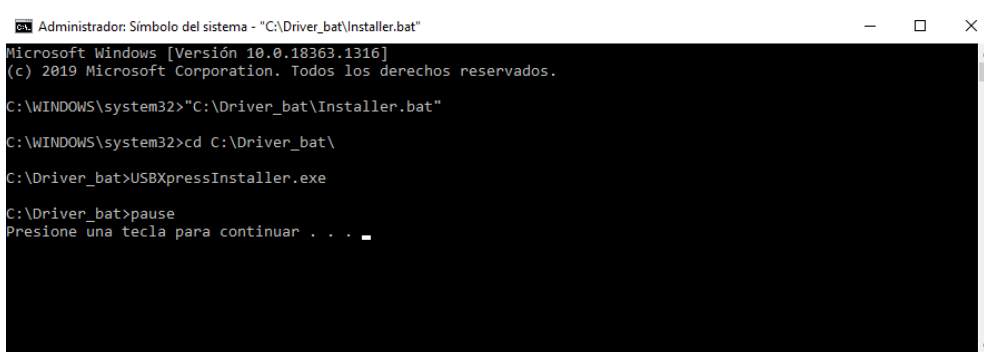 Administrador: Símbolo del sistema - "C:\Driver_bat\Installer.bat"
Microsoft Windows [Versión 10.0.18363.1316]
(c) 2019 Microsoft Corporation. Todos los derechos reservados.
C:\WINDOWS\system32>"C:\Driver_bat\Installer.bat"
C:\WINDOWS\system32>cd C:\Driver_bat\
C:\Driver_bat>USBXpressInstaller.exe
C:\Driver_bat>pause
Presione una tecla para continuar . . .